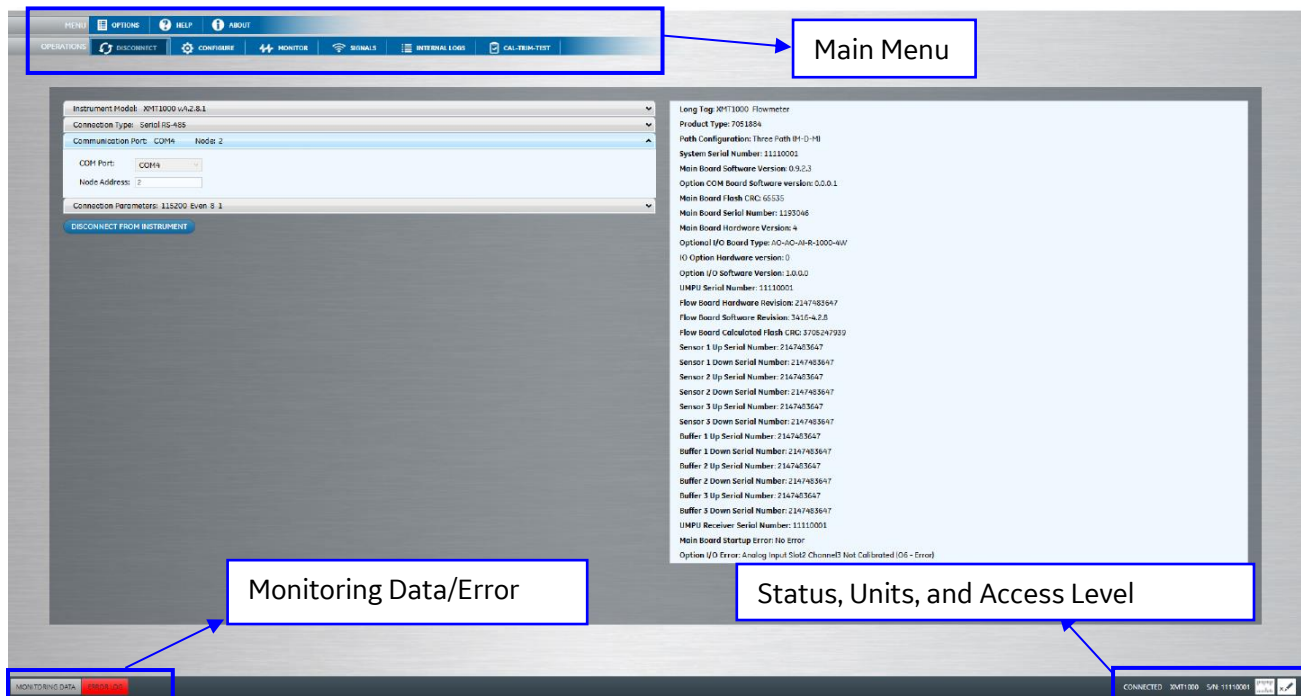 MENU OPTIONS HELP ABOUT
OPERATIONS DISCONNECT CONFIGURE MONITOR SIGNALS INTERNAL LOGS CAL-TRIM-TEST
Main Menu
Instrument Model: XMT1000 v.4.2.8.1
Connection Type: Serial RS-485
Communication Port: COM4 Node: 2
COM Port: COM4
Node Address: 2
Connection Parameters: 115200 Even 8 1
DISCONNECT FROM INSTRUMENT
Long Tag: XMT1000 Flowmeter
Product Type: 7051884
Path Configuration: Three Path (M-D-M)
System Serial Number: 11110001
Main Board Software Version: 0.9.2.3
Option COM Board Software version: 0.0.0.1
Main Board Flash CRC: 65535
Main Board Serial Number: 1193046
Main Board Hardware Version: 4
Optional I/O Board Type: AO-AO-AI-R-1000-4W
IO Option Hardware version: 0
Option I/O Software Version: 1.0.0.0
UMPU Serial Number: 11110001
Flow Board Hardware Revision: 2147483647
Flow Board Software Revision: 3416-4.2.8
Flow Board Calculated Flash CRC: 3705247939
Sensor 1 Up Serial Number: 2147483647
Sensor 1 Down Serial Number: 2147483647
Sensor 2 Up Serial Number: 2147483647
Sensor 2 Down Serial Number: 2147483647
Sensor 3 Up Serial Number: 2147483647
Sensor 3 Down Serial Number: 2147483647
Buffer 1 Up Serial Number: 2147483647
Buffer 1 Down Serial Number: 2147483647
Buffer 2 Up Serial Number: 2147483647
Buffer 2 Down Serial Number: 2147483647
Buffer 3 Up Serial Number: 2147483647
Buffer 3 Down Serial Number: 2147483647
UMPU Receiver Serial Number: 11110001
Main Board Startup Error: No Error
Option I/O Error: Analog Input Slot2 Channel3 Not Calibrated (O6 - Error)
Monitoring Data/Error
Status, Units, and Access Level
MONITORING DATA ERROR LOG
CONNECTED XMT1000 S/N: 11110001